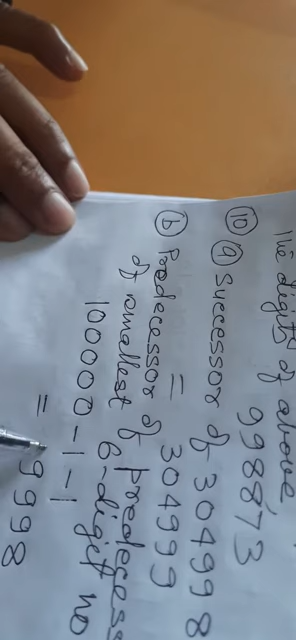 The digits of above
998873
(10) (a) Successor of 304998
= 304999
(b) Predecessor of predecess
of smallest 6-digit no
100000 - 1 - 1
= 9998